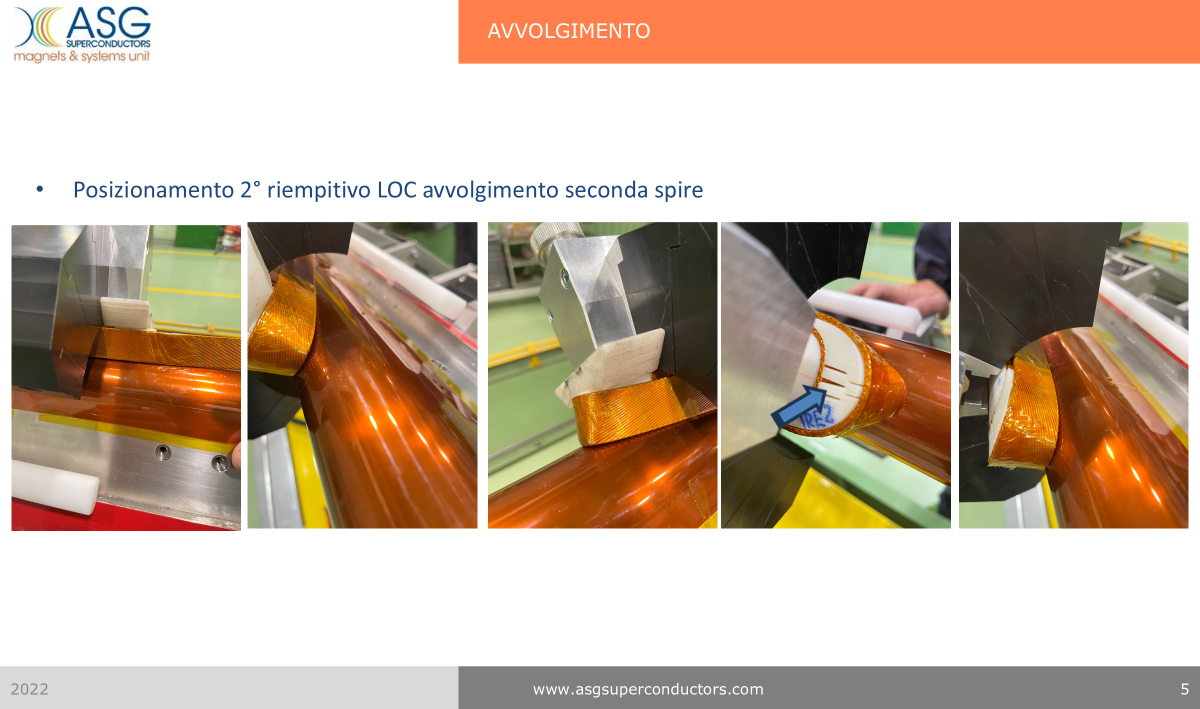 ASG
SUPERCONDUCTORS
magnets & systems unit
AVVOLGIMENTO
• Posizionamento 2° riempitivo LOC avvolgimento seconda spire
2022
www.asgsuperconductors.com
5